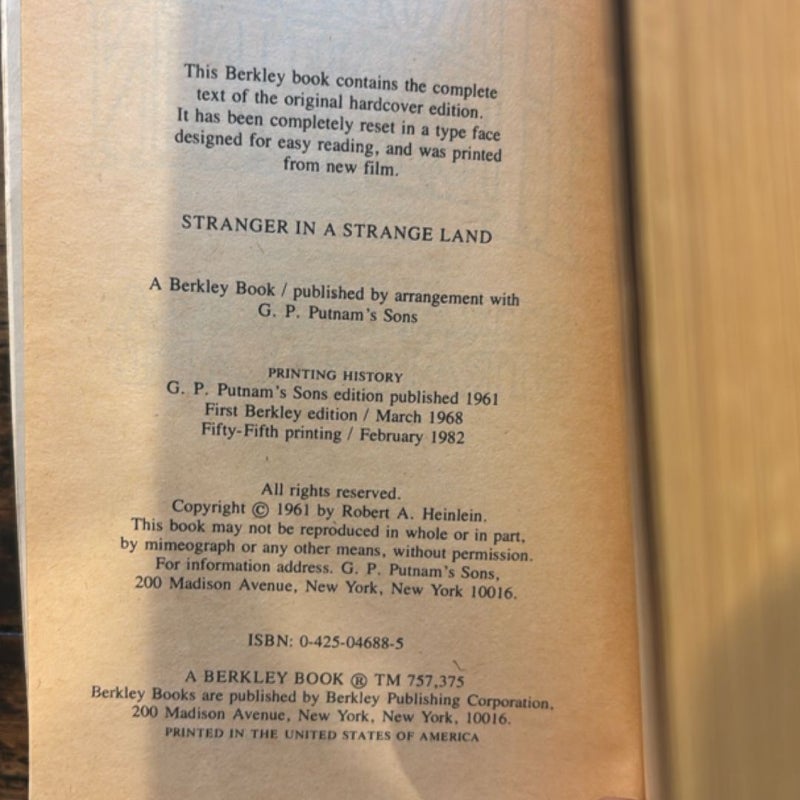 This Berkley book contains the complete
text of the original hardcover edition.
It has been completely reset in a type face
designed for easy reading, and was printed
from new film.
STRANGER IN A STRANGE LAND
A Berkley Book / published by arrangement with
G. P. Putnam's Sons
PRINTING HISTORY
G. P. Putnam's Sons edition published 1961
First Berkley edition / March 1968
Fifty-Fifth printing / February 1982
All rights reserved.
Copyright © 1961 by Robert A. Heinlein.
This book may not be reproduced in whole or in part,
by mimeograph or any other means, without permission.
For information address. G. P. Putnam's Sons,
200 Madison Avenue, New York, New York 10016.
ISBN: 0-425-04688-5
A BERKLEY BOOK ® TM 757,375
Berkley Books are published by Berkley Publishing Corporation,
200 Madison Avenue, New York, New York, 10016.
PRINTED IN THE UNITED STATES OF AMERICA